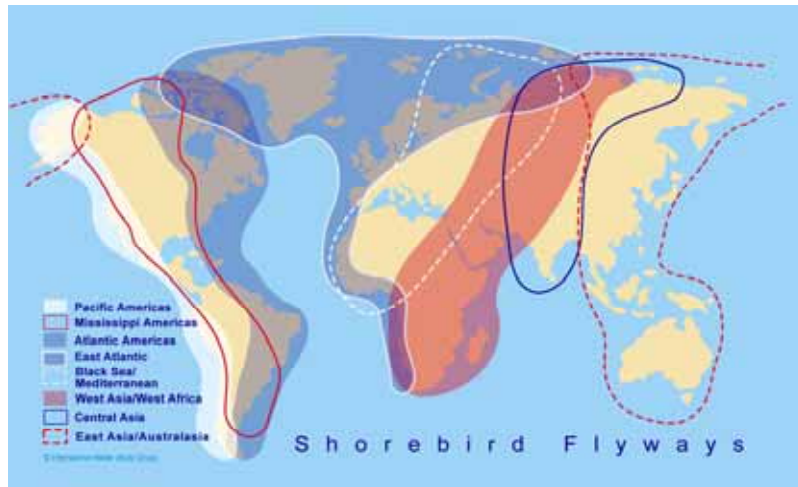 Pacific Americas
Mississippi Americas
Atlantic Americas
East Atlantic
Black Sea/
Mediterranean
West Asia/West Africa
Central Asia
East Asia/Australasia
Shorebird Flyways